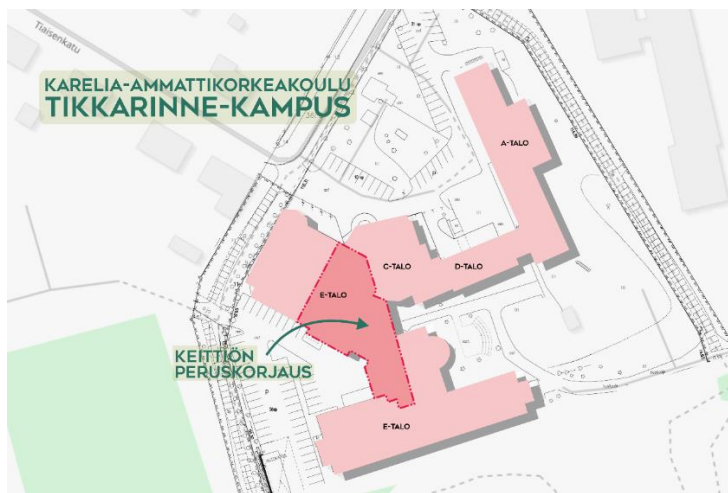 Tiaisenkatu
KARELIA-AMMATTIKORKEAKOULU
TIKKARINNE-KAMPUS
A-TALO
C-TALO
D-TALO
E-TALO
KEITTIÖN
PERUSKORJAUS
E-TALO